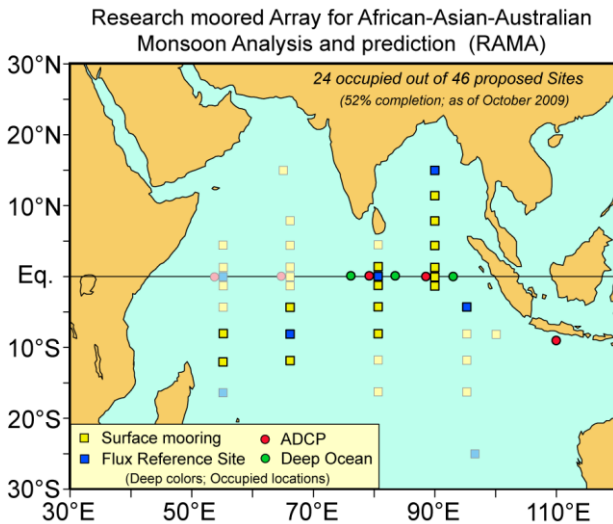 Research moored Array for African-Asian-Australian
Monsoon Analysis and prediction (RAMA)
30°N
24 occupied out of 46 proposed Sites
(52% completion; as of October 2009)
20°N
10°N
Eq.
10°S
20°S
Surface mooring ADCP
Flux Reference Site Deep Ocean
(Deep colors; Occupied locations)
30°S
30°E 50°E 70°E 90°E 110°E